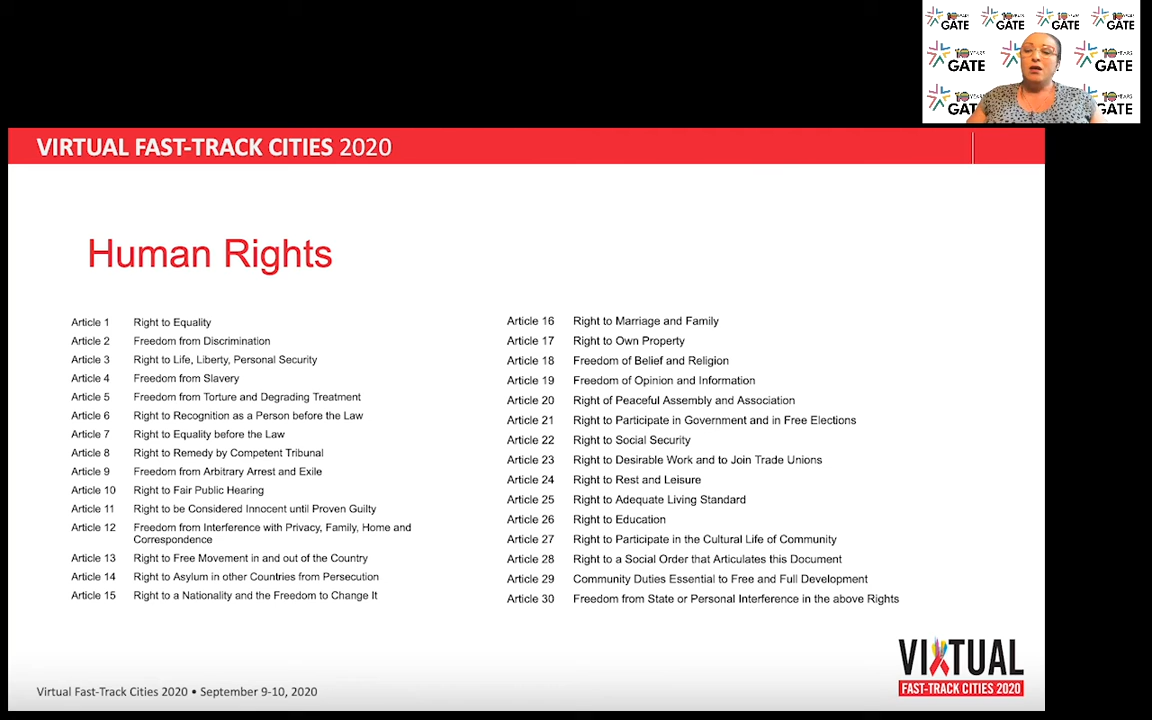 10 YEARS
GATE
GATE
GATE
GATE
10 YEARS
GATE
10 YEARS
GATE
GATE
YEARS
GATE
VIRTUAL FAST-TRACK CITIES 2020
Human Rights
Article 1 Right to Equality
Article 2 Freedom from Discrimination
Article 3 Right to Life, Liberty, Personal Security
Article 4 Freedom from Slavery
Article 5 Freedom from Torture and Degrading Treatment
Article 6 Right to Recognition as a Person before the Law
Article 7 Right to Equality before the Law
Article 8 Right to Remedy by Competent Tribunal
Article 9 Freedom from Arbitrary Arrest and Exile
Article 10 Right to Fair Public Hearing
Article 11 Right to be Considered Innocent until Proven Guilty
Article 12 Freedom from Interference with Privacy, Family, Home and
Correspondence
Article 13 Right to Free Movement in and out of the Country
Article 14 Right to Asylum in other Countries from Persecution
Article 15 Right to a Nationality and the Freedom to Change It
Article 16 Right to Marriage and Family
Article 17 Right to Own Property
Article 18 Freedom of Belief and Religion
Article 19 Freedom of Opinion and Information
Article 20 Right of Peaceful Assembly and Association
Article 21 Right to Participate in Government and in Free Elections
Article 22 Right to Social Security
Article 23 Right to Desirable Work and to Join Trade Unions
Article 24 Right to Rest and Leisure
Article 25 Right to Adequate Living Standard
Article 26 Right to Education
Article 27 Right to Participate in the Cultural Life of Community
Article 28 Right to a Social Order that Articulates this Document
Article 29 Community Duties Essential to Free and Full Development
Article 30 Freedom from State or Personal Interference in the above Rights
VIRTUAL
FAST-TRACK CITIES 2020
Virtual Fast-Track Cities 2020 • September 9-10, 2020